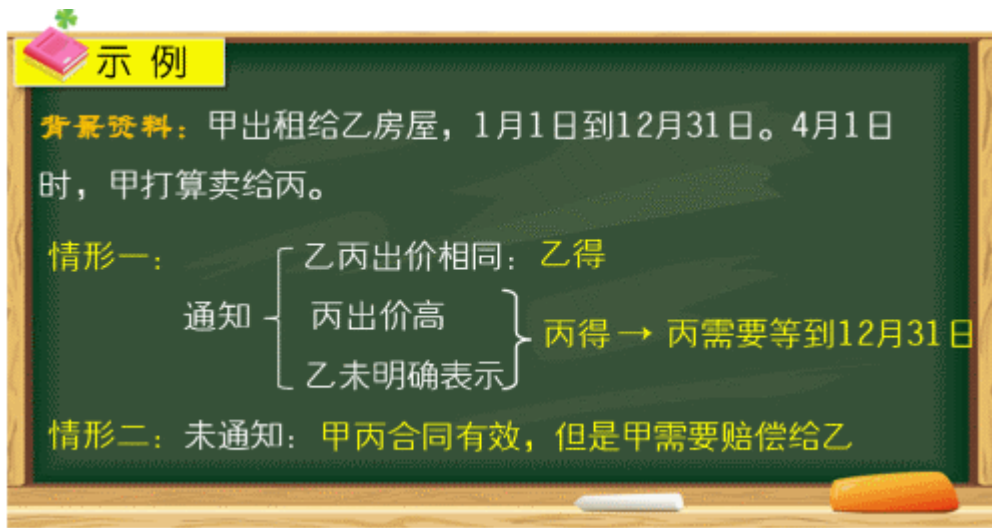 示 例
背景资料：甲出租给乙房屋，1月1日到12月31日。4月1日
时，甲打算卖给丙。
情形一：
乙丙出价相同：乙得
通知
丙出价高
丙得→丙需要等到12月31日
乙未明确表示
情形二：未通知：甲丙合同有效，但是甲需要赔偿给乙